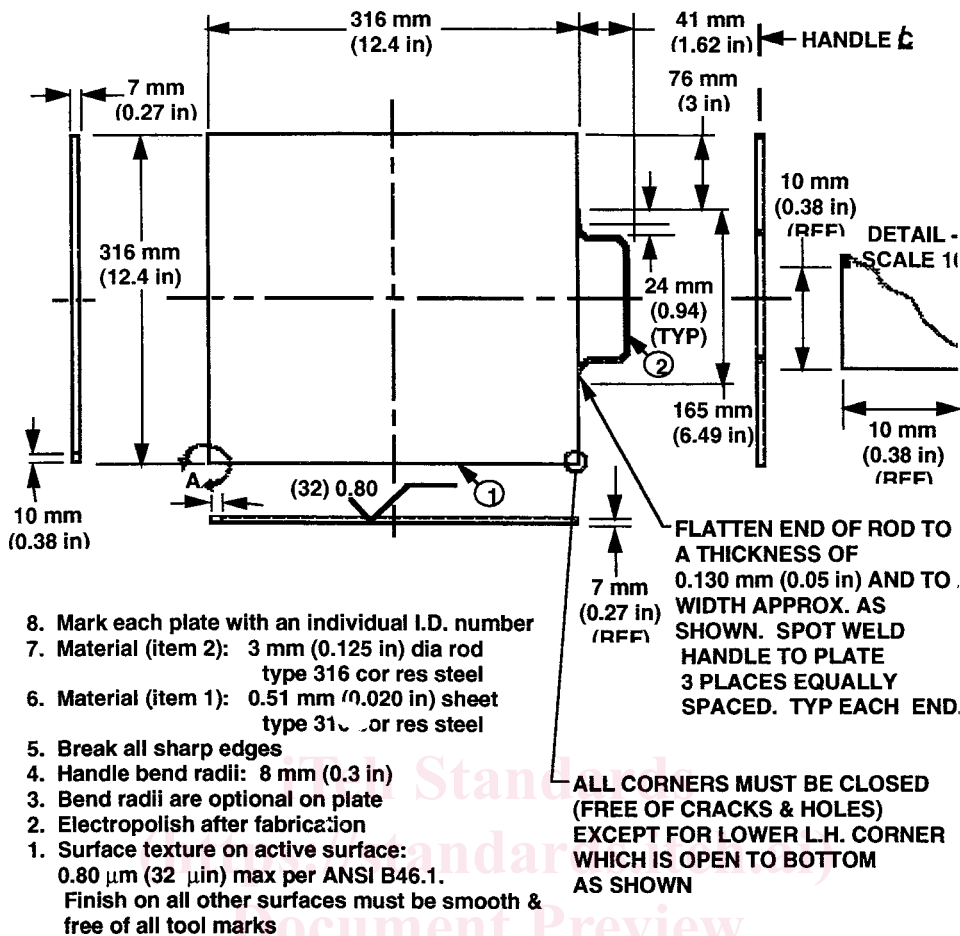 316 mm
(12.4 in)
41 mm
(1.62 in)
HANDLE
7 mm
(0.27 in)
76 mm
(3 in)
10 mm
(0.38 in)
(REF)
DETAIL -
SCALE
316 mm
(12.4 in)
24 mm
(0.94)
(TYP)
2
165 mm
(6.49 in)
10 mm
(0.38 in)
(REF)
A
(32) 0.80
1
10 mm
(0.38 in)
7 mm
(0.27 in)
(REF)
FLATTEN END OF ROD TO
A THICKNESS OF
0.130 mm (0.05 in) AND TO
WIDTH APPROX. AS
SHOWN. SPOT WELD
HANDLE TO PLATE
3 PLACES EQUALLY
SPACED. TYP EACH END.
8. Mark each plate with an individual I.D. number
7. Material (item 2): 3 mm (0.125 in) dia rod
type 316 cor res steel
6. Material (item 1): 0.51 mm (0.020 in) sheet
type res steel
5. Break all sharp edges
4. Handle bend radii: 8 mm (0.3 in)
3. Bend radii are optional on plate
2. Electropolish after fabrication
1. Surface texture on active surface:
0.80 μm (32 μin) max per ANSI B46.1.
Finish on all other surfaces must be smooth &
free of all tool marks
ALL CORNERS MUST BE CLOSED
(FREE OF CRACKS & HOLES)
EXCEPT FOR LOWER L.H. CORNER
WHICH IS OPEN TO BOTTOM
AS SHOWN
iTeh Standards
Document Preview